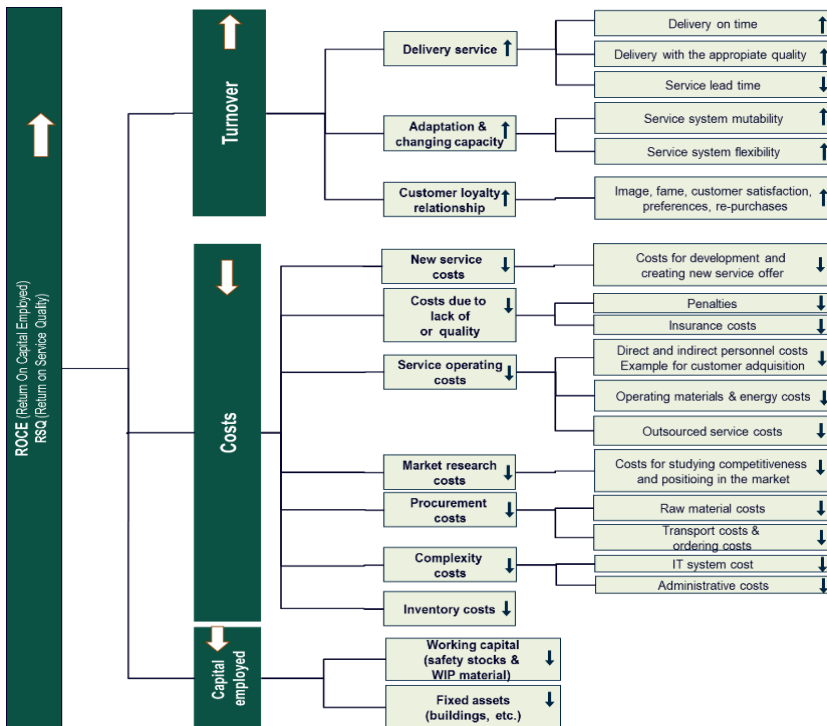 ROCE (Return On Capital Employed)
RSQ (Return on Service Quality)
Turnover
Delivery service
Delivery on time
Delivery with the appropiate quality
Service lead time
Adaptation &
changing capacity
Service system mutability
Service system flexibility
Customer loyalty
relationship
Image, fame, customer satisfaction,
preferences, re-purchases
Costs
New service
costs
Costs for development and
creating new service offer
Costs due to
lack of
or quality
Penalties
Insurance costs
Service operating
costs
Direct and indirect personnel costs
Example for customer adquisition
Operating materials & energy costs
Outsourced service costs
Market research
costs
Costs for studying competitiveness
and positioing in the market
Procurement
costs
Raw material costs
Transport costs &
ordering costs
Complexity
costs
IT system cost
Administrative costs
Inventory costs
Capital
employed
Working capital
(safety stocks &
WIP material)
Fixed assets
(buildings, etc.)